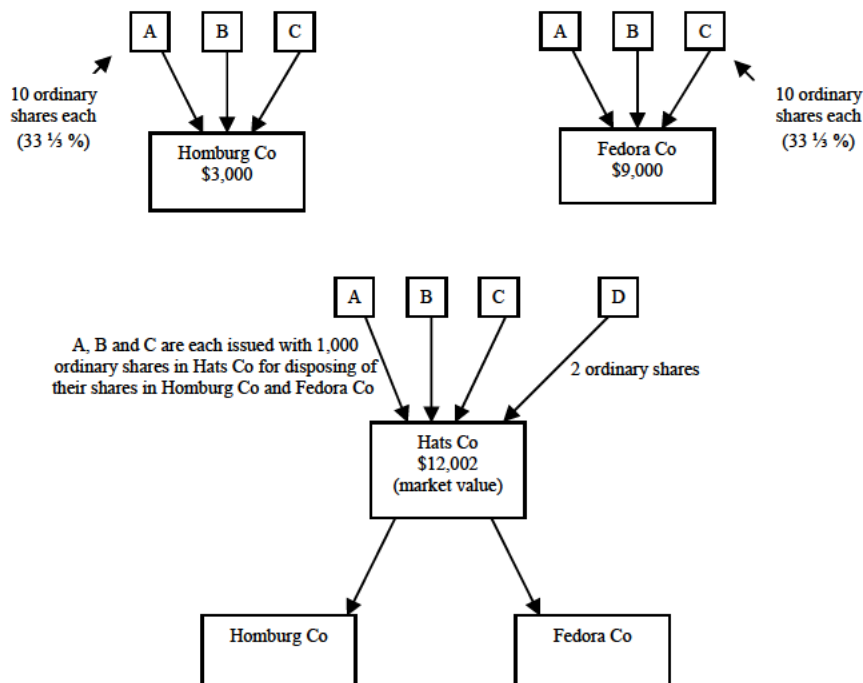 A
B
C
10 ordinary
shares each
(33 ⅓ %)
Homburg Co
$3,000
A
B
C
10 ordinary
shares each
(33 ⅓ %)
Fedora Co
$9,000
A
B
C
D
A, B and C are each issued with 1,000
ordinary shares in Hats Co for disposing of
their shares in Homburg Co and Fedora Co
2 ordinary shares
Hats Co
$12,002
(market value)
Homburg Co
Fedora Co